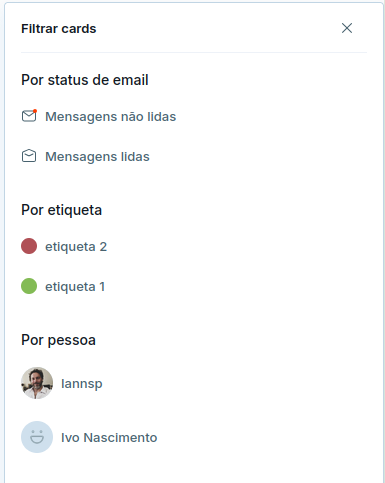 Filtrar cards
Por status de email
Mensagens não lidas
Mensagens lidas
Por etiqueta
etiqueta 2
etiqueta 1
Por pessoa
Iannsp
Ivo Nascimento